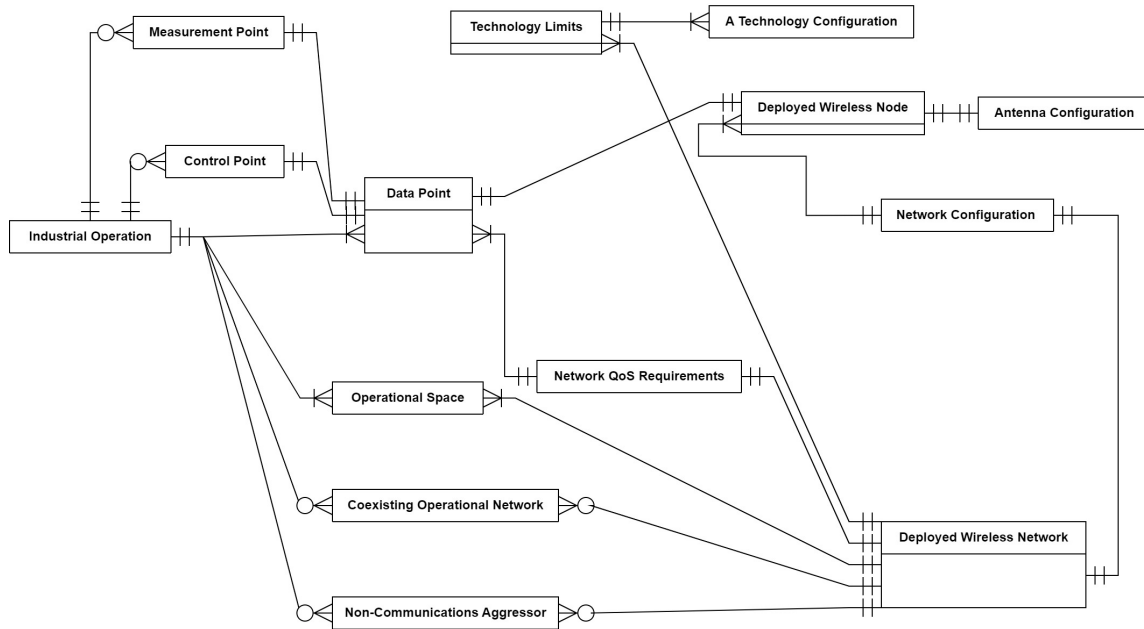 Measurement Point
Technology Limits
A Technology Configuration
Deployed Wireless Node
Antenna Configuration
Control Point
Data Point
Network Configuration
Industrial Operation
Network QoS Requirements
Operational Space
Coexisting Operational Network
Deployed Wireless Network
Non-Communications Aggressor